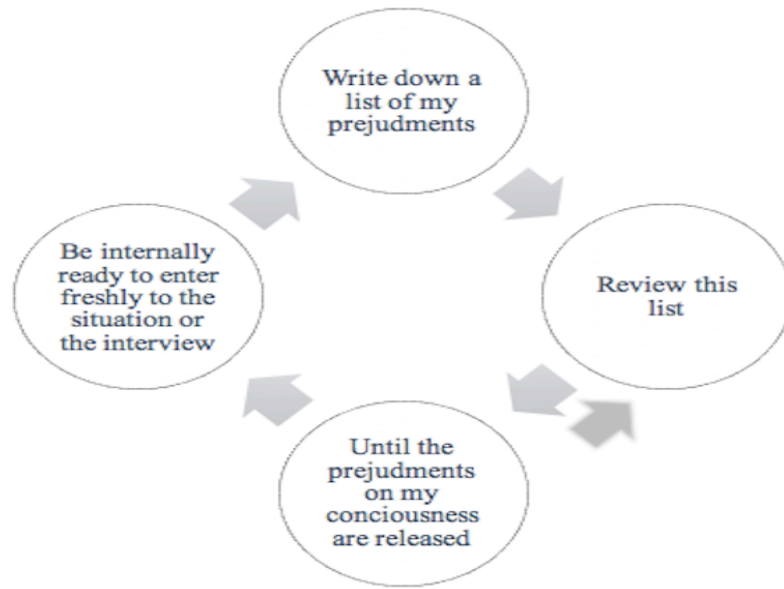 Write down a
list of my
prejudments
Review this
list
Until the
prejudments
on my
conciousness
are released
Be internally
ready to enter
freshly to the
situation or
the interview